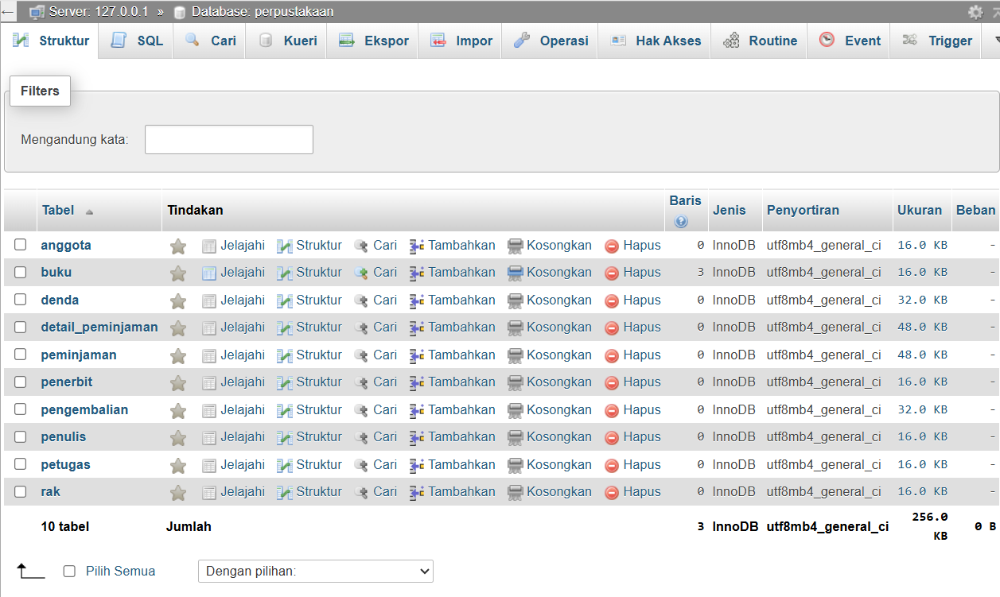 Server: 127.0.0.1 » Database: perpustakaan
Struktur SQL Cari Kueri Ekspor Impor Operasi Hak Akses Routine Event Trigger
Filters
Mengandung kata:
Tabel Tindakan Baris Jenis Penyortiran Ukuran Beban
anggota Jelajahi Struktur Cari Tambahkan Kosongkan Hapus 0 InnoDB utf8mb4_general_ci 16.0 KB -
buku Jelajahi Struktur Cari Tambahkan Kosongkan Hapus 3 InnoDB utf8mb4_general_ci 16.0 KB -
denda Jelajahi Struktur Cari Tambahkan Kosongkan Hapus 0 InnoDB utf8mb4_general_ci 32.0 KB -
detail_peminjaman Jelajahi Struktur Cari Tambahkan Kosongkan Hapus 0 InnoDB utf8mb4_general_ci 48.0 KB -
peminjaman Jelajahi Struktur Cari Tambahkan Kosongkan Hapus 0 InnoDB utf8mb4_general_ci 48.0 KB -
penerbit Jelajahi Struktur Cari Tambahkan Kosongkan Hapus 0 InnoDB utf8mb4_general_ci 16.0 KB -
pengembalian Jelajahi Struktur Cari Tambahkan Kosongkan Hapus 0 InnoDB utf8mb4_general_ci 32.0 KB -
penulis Jelajahi Struktur Cari Tambahkan Kosongkan Hapus 0 InnoDB utf8mb4_general_ci 16.0 KB -
petugas Jelajahi Struktur Cari Tambahkan Kosongkan Hapus 0 InnoDB utf8mb4_general_ci 16.0 KB -
rak Jelajahi Struktur Cari Tambahkan Kosongkan Hapus 0 InnoDB utf8mb4_general_ci 16.0 KB -
10 tabel Jumlah 3 InnoDB utf8mb4_general_ci 256.0 KB 0 B
Pilih Semua Dengan pilihan: